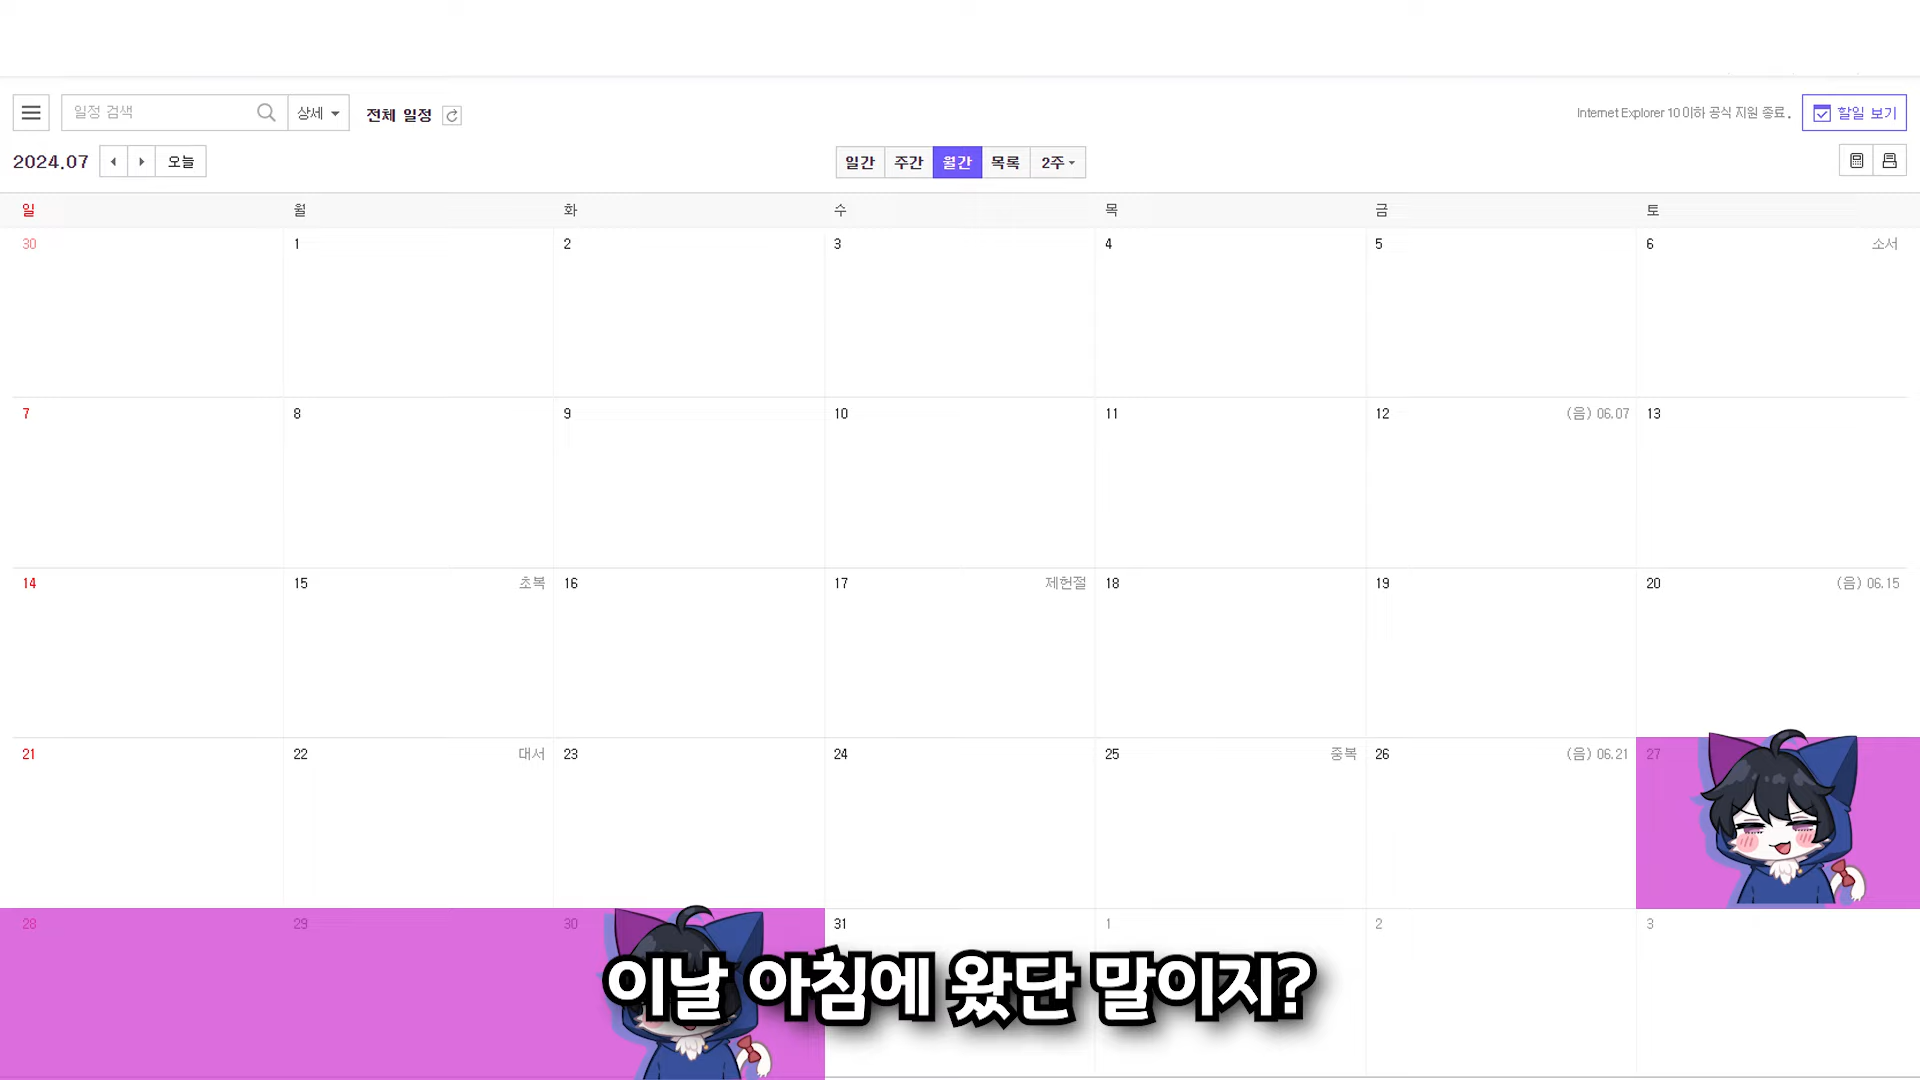 일정 검색 상세 전체 일정 Internet Explorer 10 이하 공식 지원 종료. 할일 보기
2024.07 오늘 일간 주간 월간 목록 2주
일 월 화 수 목 금 토
30 1 2 3 4 5 6 소서
7 8 9 10 11 12 (음) 06.07 13
14 15 초복 16 17 제헌절 18 19 20 (음) 06.15
21 22 대서 23 24 25 중복 26 (음) 06.21 27
28 29 30 31 1 2 3
이날 아침에 왔단 말이지?